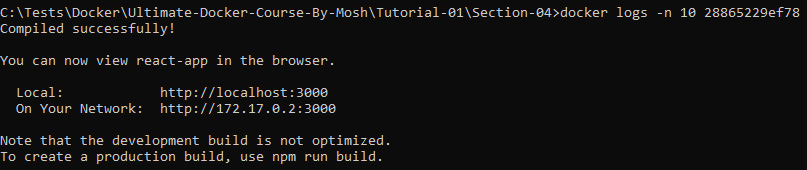 C:\Tests\Docker\Ultimate-Docker-Course-By-Mosh\Tutorial-01\Section-04>docker logs -n 10 28865229ef78
Compiled successfully!
You can now view react-app in the browser.
Local:            http://localhost:3000
On Your Network:  http://172.17.0.2:3000
Note that the development build is not optimized.
To create a production build, use npm run build.